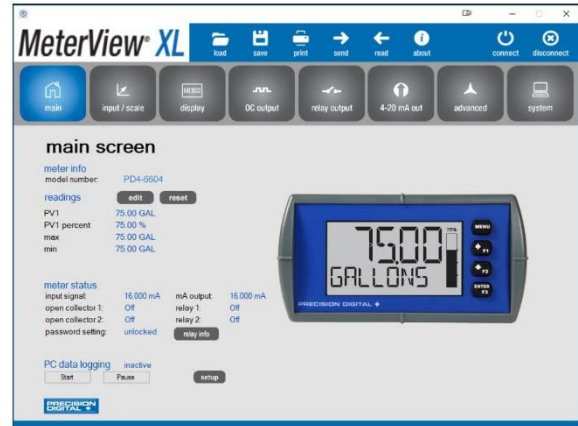 MeterView® XL
load save print send read about connect disconnect
main input / scale display OC output relay output 4-20 mA out advanced system
main screen
meter info
model number: PD4-6604
readings edit reset
PV1 75.00 GAL
PV1 percent 75.00 %
max 75.00 GAL
min 75.00 GAL
meter status
input signal: 16.000 mA mA output: 16.000 mA
open collector 1: Off relay 1: Off
open collector 2: Off relay 2: Off
password setting: unlocked relay info
PC data logging inactive
Start Pause setup
PRECISION
DIGITAL
75%
75.00
GALLONS
MENU
F1
F2
ENTER
F3
PRECISION DIGITAL